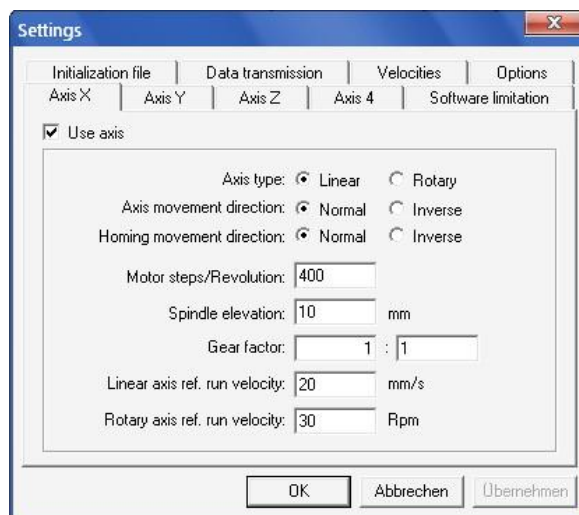 Settings
Initialization file Data transmission Velocities Options
Axis X Axis Y Axis Z Axis 4 Software limitation
Use axis
Axis type: Linear Rotary
Axis movement direction: Normal Inverse
Homing movement direction: Normal Inverse
Motor steps/Revolution: 400
Spindle elevation: 10 mm
Gear factor: 1 : 1
Linear axis ref. run velocity: 20 mm/s
Rotary axis ref. run velocity: 30 Rpm
OK Abbrechen Übernehmen